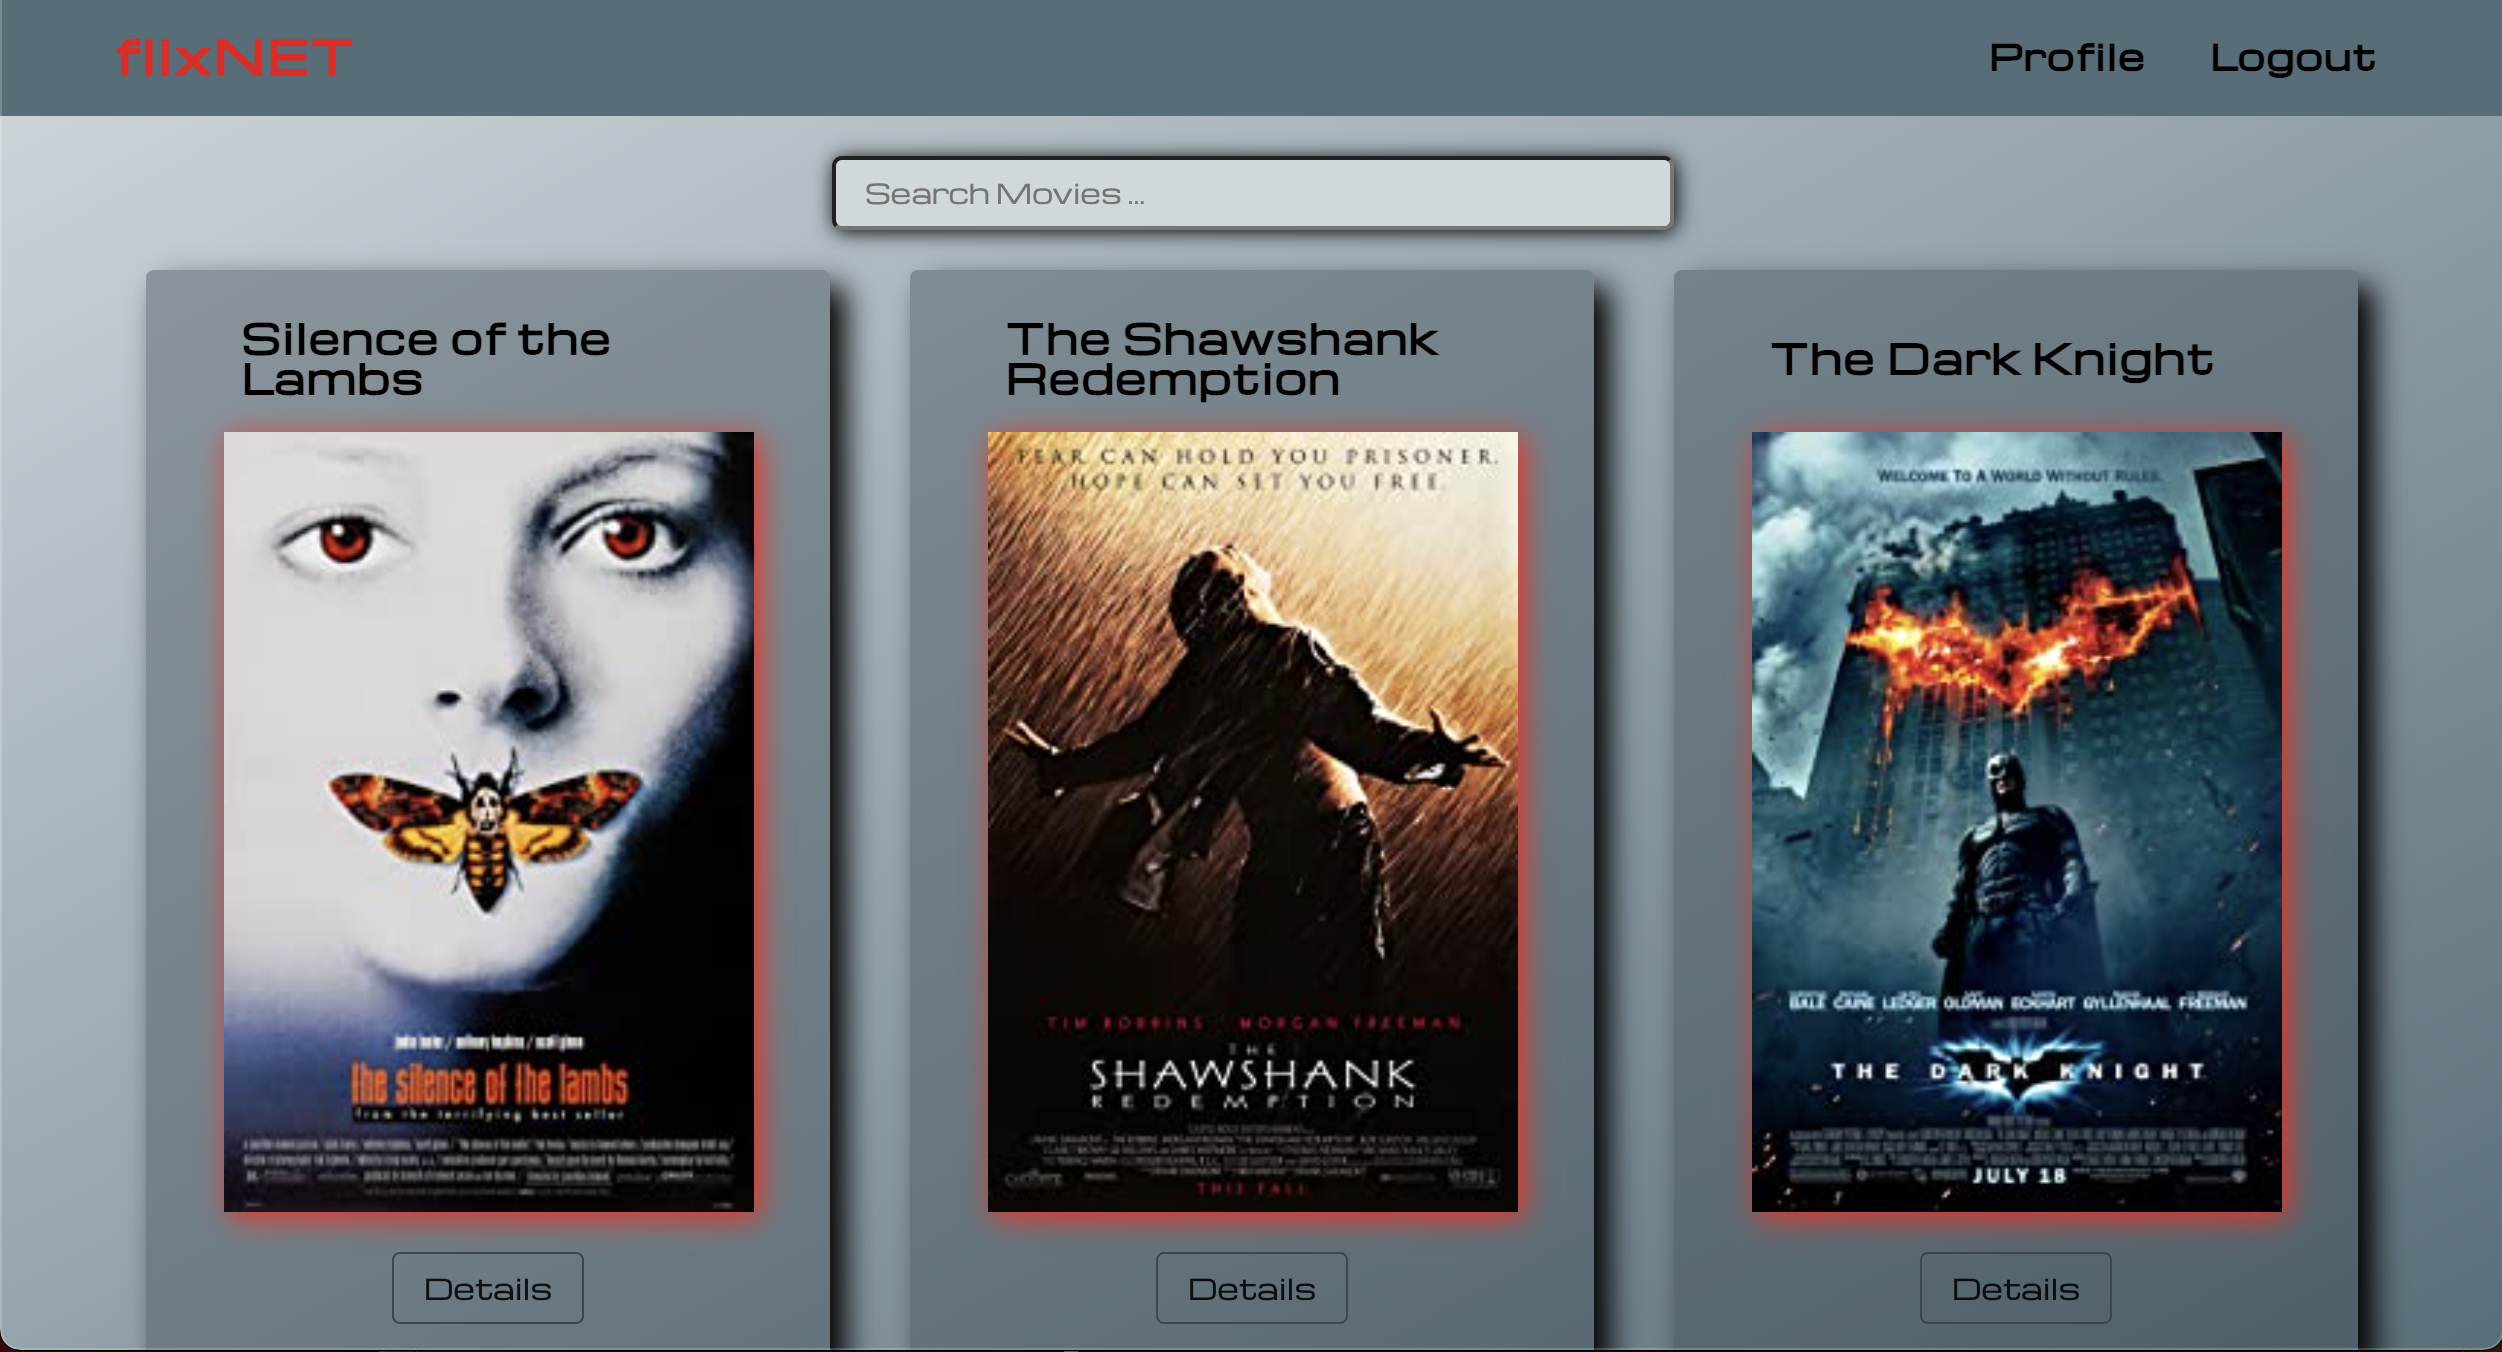 flixNET
Profile Logout
Search Movies ...
Silence of the
Lambs
The Shawshank
Redemption
The Dark Knight
FEAR CAN HOLD YOU PRISONER.
HOPE CAN SET YOU FREE.
WELCOME TO A WORLD WITHOUT RULES.
jodie foster / anthony hopkins / scott glenn
the silence of the lambs
from the terrifying best seller
TIM ROBBINS MORGAN FREEMAN
THE
SHAWSHANK
REDEMPTION
THIS FALL
BALE CAINE LEDGER OLDMAN ECKHART GYLLENHAAL FREEMAN
THE DARK KNIGHT
JULY 18
Details
Details
Details